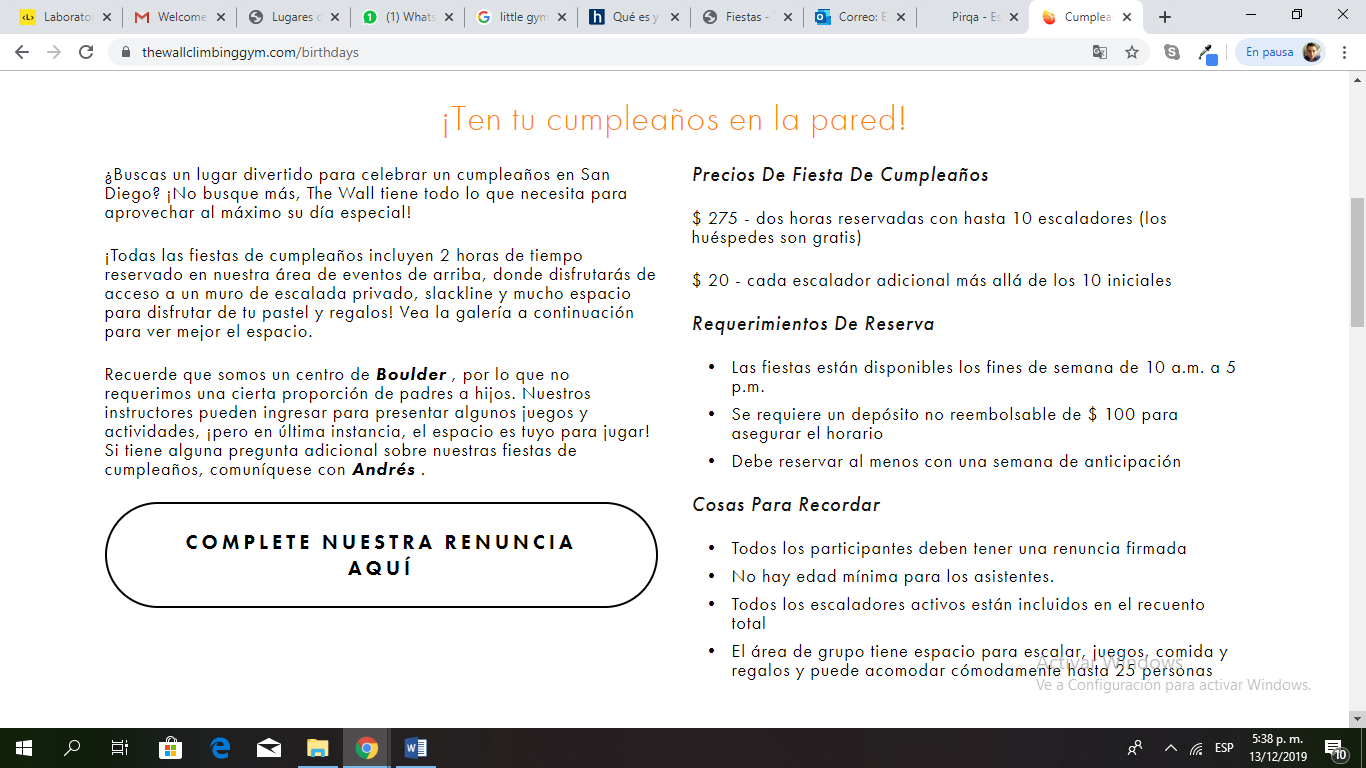 Laborato
Welcome
Lugares d
(1) Whats
little gym
Qué es y
Fiestas -
Correo: E
Pirqa - Es
Cumplea
thewallclimbinggym.com/birthdays
En pausa
¡Ten tu cumpleaños en la pared!
¿Buscas un lugar divertido para celebrar un cumpleaños en San
Diego? ¡No busque más, The Wall tiene todo lo que necesita para
aprovechar al máximo su día especial!
¡Todas las fiestas de cumpleaños incluyen 2 horas de tiempo
reservado en nuestra área de eventos de arriba, donde disfrutarás de
acceso a un muro de escalada privado, slackline y mucho espacio
para disfrutar de tu pastel y regalos! Vea la galería a continuación
para ver mejor el espacio.
Recuerde que somos un centro de Boulder , por lo que no
requerimos una cierta proporción de padres a hijos. Nuestros
instructores pueden ingresar para presentar algunos juegos y
actividades, ¡pero en última instancia, el espacio es tuyo para jugar!
Si tiene alguna pregunta adicional sobre nuestras fiestas de
cumpleaños, comuníquese con Andrés .
COMPLETE NUESTRA RENUNCIA
AQUÍ
Precios De Fiesta De Cumpleaños
$ 275 - dos horas reservadas con hasta 10 escaladores (los
huéspedes son gratis)
$ 20 - cada escalador adicional más allá de los 10 iniciales
Requerimientos De Reserva
• Las fiestas están disponibles los fines de semana de 10 a.m. a 5
p.m.
• Se requiere un depósito no reembolsable de $ 100 para
asegurar el horario
• Debe reservar al menos con una semana de anticipación
Cosas Para Recordar
• Todos los participantes deben tener una renuncia firmada
• No hay edad mínima para los asistentes.
• Todos los escaladores activos están incluidos en el recuento
total
• El área de grupo tiene espacio para escalar, juegos, comida y
regalos y puede acomodar cómodamente hasta 25 personas
Activar Windows
Ve a Configuración para activar Windows.
ESP
5:38 p. m.
13/12/2019
10